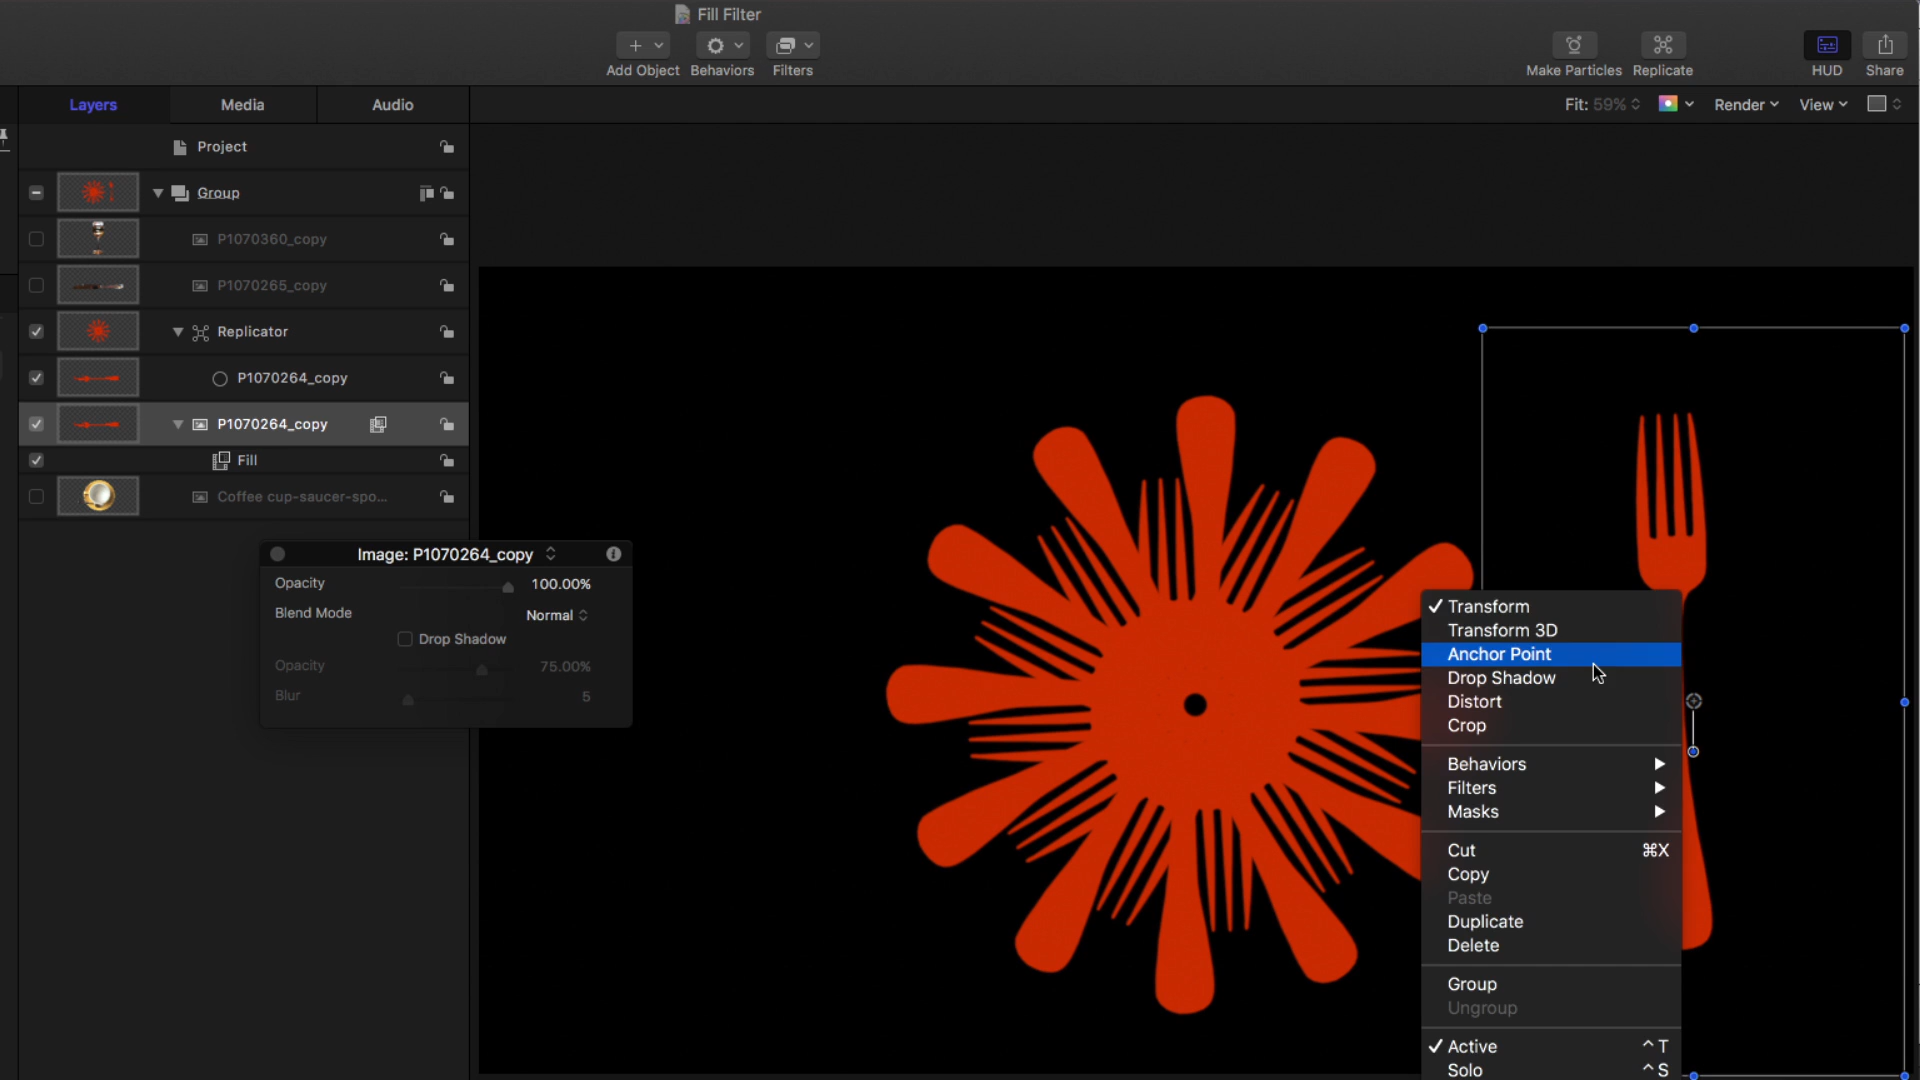 Fill Filter
Add Object
Behaviors
Filters
Make Particles
Replicate
HUD
Share
Layers
Media
Audio
Fit: 59%
Render
View
Project
Group
P1070360_copy
P1070265_copy
Replicator
P1070264_copy
P1070264_copy
Fill
Coffee cup-saucer-spo...
Image: P1070264_copy
Opacity 100.00%
Blend Mode Normal
Drop Shadow
Opacity 75.00%
Blur 5
Transform
Transform 3D
Anchor Point
Drop Shadow
Distort
Crop
Behaviors
Filters
Masks
Cut ⌘X
Copy
Paste
Duplicate
Delete
Group
Ungroup
Active ^T
Solo ^S